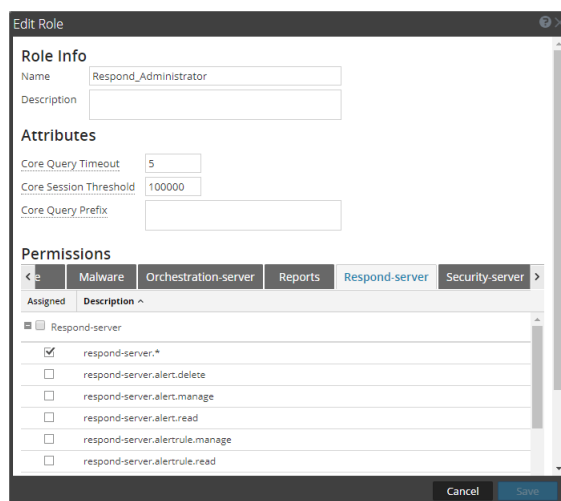 Edit Role
Role Info
Name Respond_Administrator
Description
Attributes
Core Query Timeout 5
Core Session Threshold 100000
Core Query Prefix
Permissions
e Malware Orchestration-server Reports Respond-server Security-server
Assigned Description
Respond-server
respond-server.*
respond-server.alert.delete
respond-server.alert.manage
respond-server.alert.read
respond-server.alertrule.manage
respond-server.alertrule.read
Cancel Save